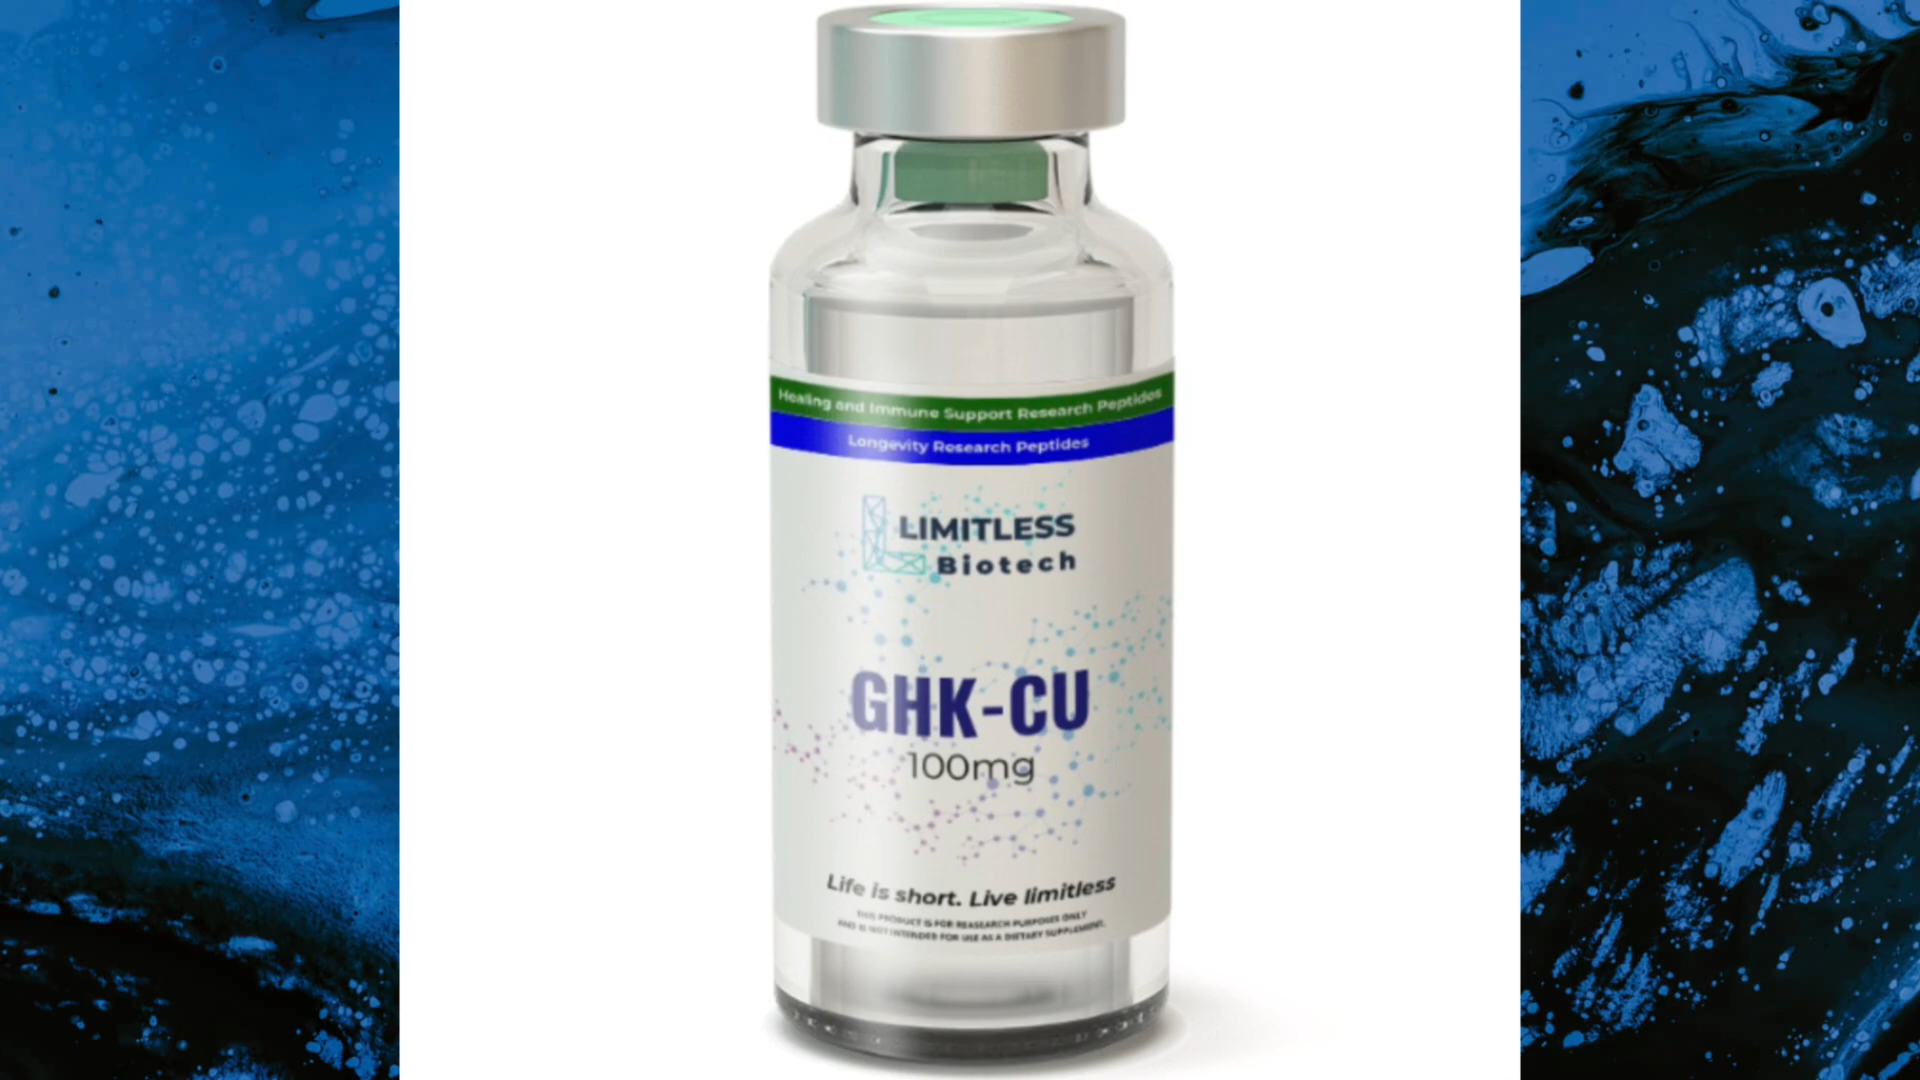 Healing and Immune Support Research Peptides
Longevity Research Peptides
LIMITLESS
Biotech
GHK-CU
100mg
Life is short. Live limitless
THIS PRODUCT IS FOR REASEARCH PURPOSES ONLY
AND IS NOT INTENDED FOR USE AS A DIETARY SUPPLEMENT.